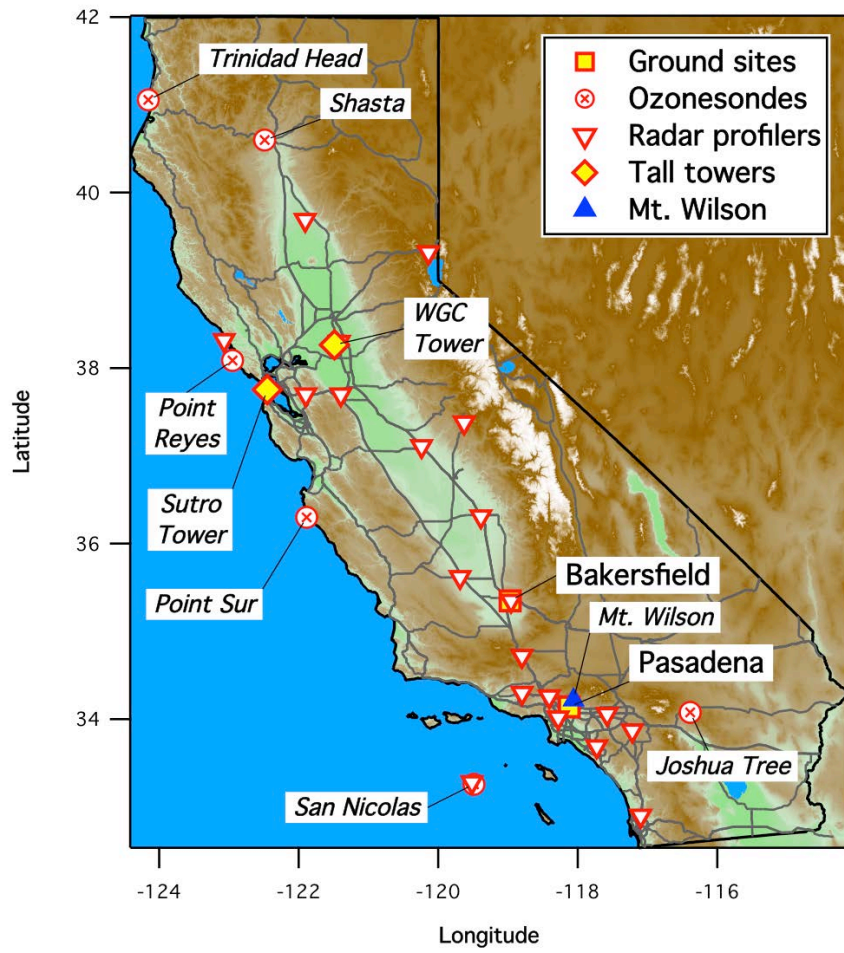 42
40
38
36
34
Latitude
-124
-122
-120
-118
-116
Longitude
Ground sites
Ozonesondes
Radar profilers
Tall towers
Mt. Wilson
Trinidad Head
Shasta
WGC
Tower
Point
Reyes
Sutro
Tower
Point Sur
Bakersfield
Mt. Wilson
Pasadena
Joshua Tree
San Nicolas